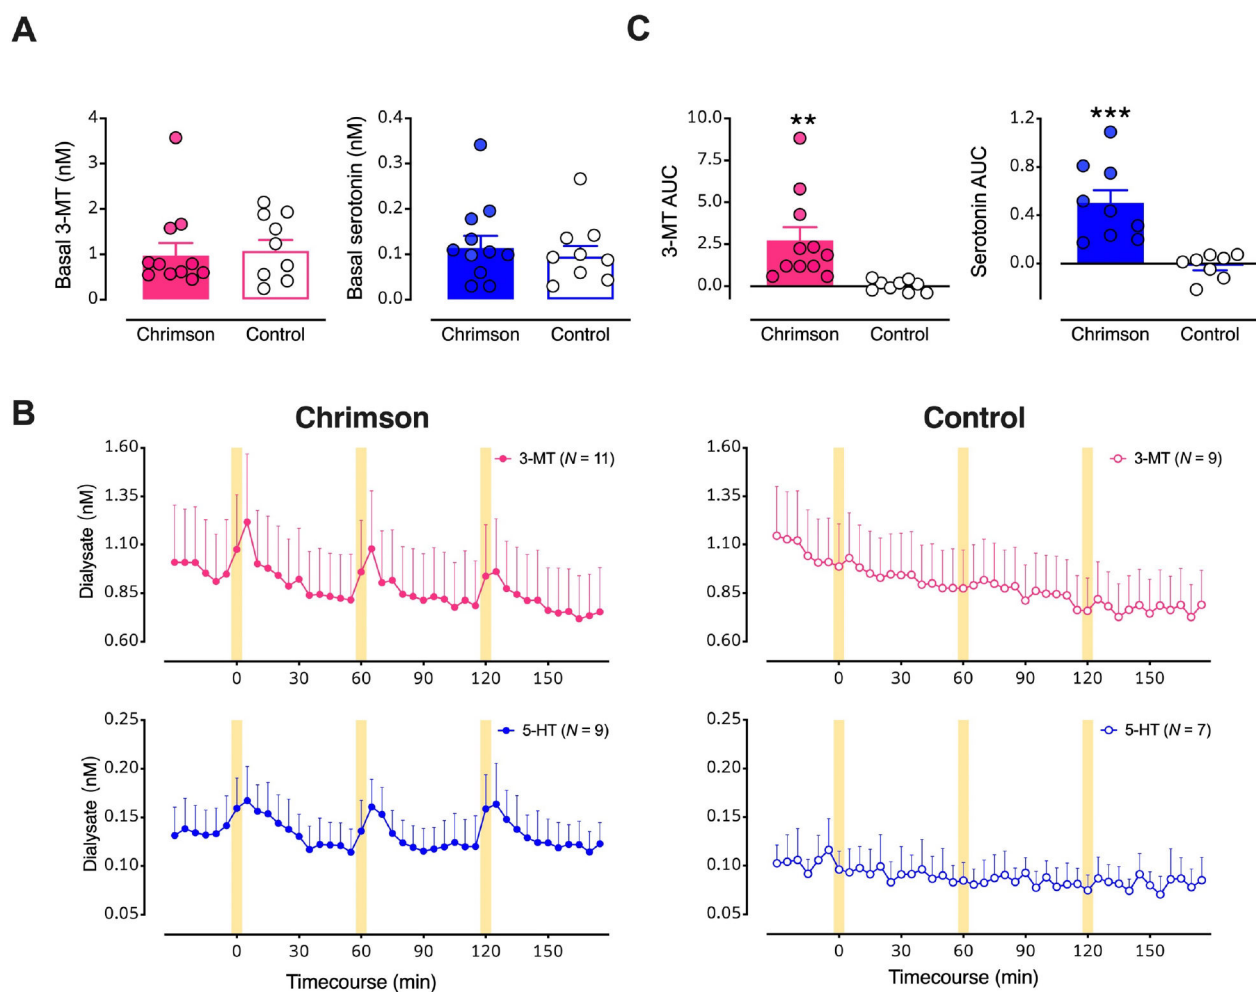 A
C
Basal 3-MT (nM)
4
3
2
1
0
Chrimson
Control
Basal serotonin (nM)
0.4
0.3
0.2
0.1
0.0
Chrimson
Control
3-MT AUC
10.0
7.5
5.0
2.5
0.0
**
Chrimson
Control
Serotonin AUC
1.2
0.8
0.4
0.0
***
Chrimson
Control
B
Chrimson
Dialysate (nM)
1.60
1.35
1.10
0.85
0.60
3-MT (N = 11)
0 30 60 90 120 150
Dialysate (nM)
0.25
0.20
0.15
0.10
0.05
5-HT (N = 9)
0 30 60 90 120 150
Timecourse (min)
Control
Dialysate (nM)
1.60
1.35
1.10
0.85
0.60
3-MT (N = 9)
0 30 60 90 120 150
Dialysate (nM)
0.25
0.20
0.15
0.10
0.05
5-HT (N = 7)
0 30 60 90 120 150
Timecourse (min)